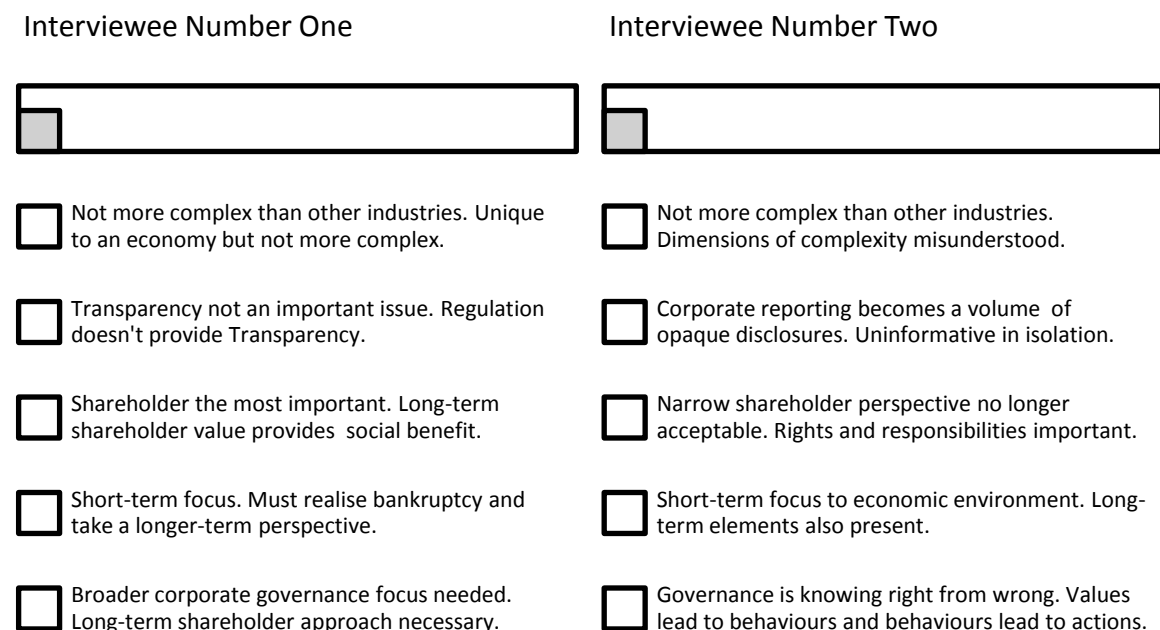 Interviewee Number One
Not more complex than other industries. Unique
to an economy but not more complex.
Transparency not an important issue. Regulation
doesn't provide Transparency.
Shareholder the most important. Long-term
shareholder value provides social benefit.
Short-term focus. Must realise bankruptcy and
take a longer-term perspective.
Broader corporate governance focus needed.
Long-term shareholder approach necessary.
Interviewee Number Two
Not more complex than other industries.
Dimensions of complexity misunderstood.
Corporate reporting becomes a volume of
opaque disclosures. Uninformative in isolation.
Narrow shareholder perspective no longer
acceptable. Rights and responsibilities important.
Short-term focus to economic environment. Long-
term elements also present.
Governance is knowing right from wrong. Values
lead to behaviours and behaviours lead to actions.